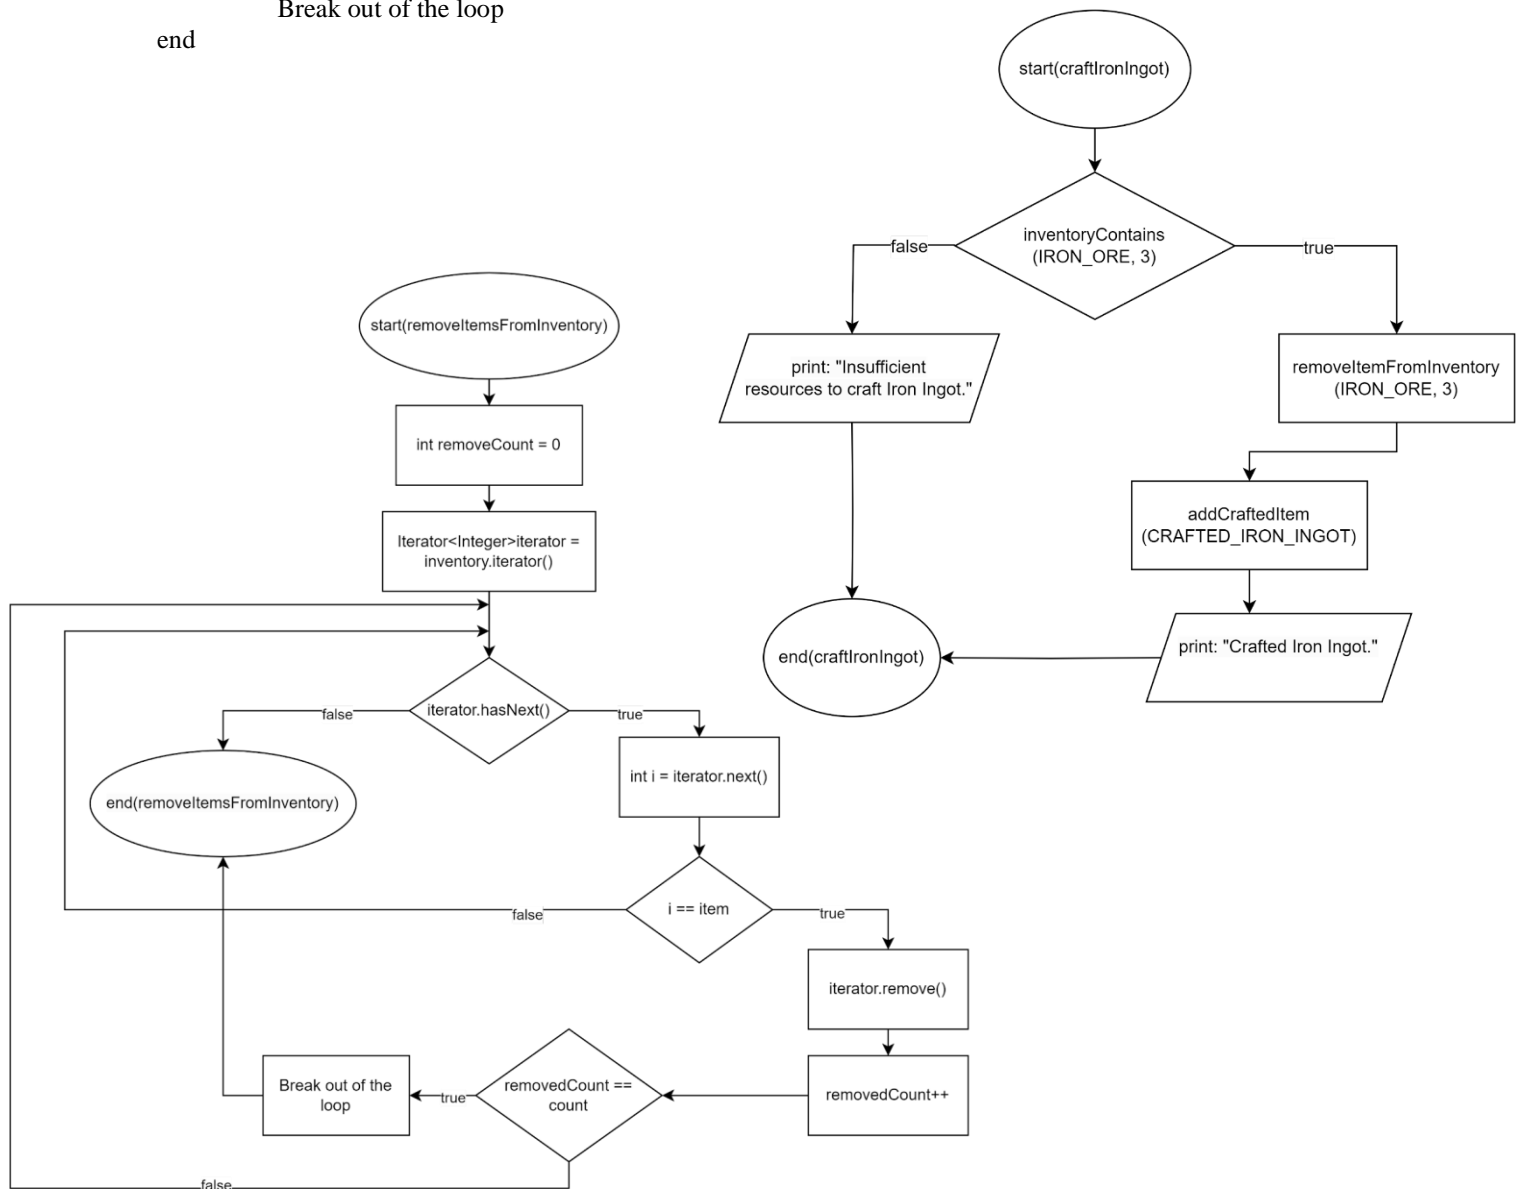 Break out of the loop
end
start(craftIronIngot)
inventoryContains
(IRON_ORE, 3)
false
true
print: "Insufficient
resources to craft Iron Ingot."
removeItemFromInventory
(IRON_ORE, 3)
addCraftedItem
(CRAFTED_IRON_INGOT)
print: "Crafted Iron Ingot."
end(craftIronIngot)
start(removeItemsFromInventory)
int removeCount = 0
Iterator<Integer>iterator =
inventory.iterator()
iterator.hasNext()
false
true
end(removeItemsFromInventory)
int i = iterator.next()
i == item
false
true
iterator.remove()
removedCount++
removedCount ==
count
true
Break out of the
loop
false